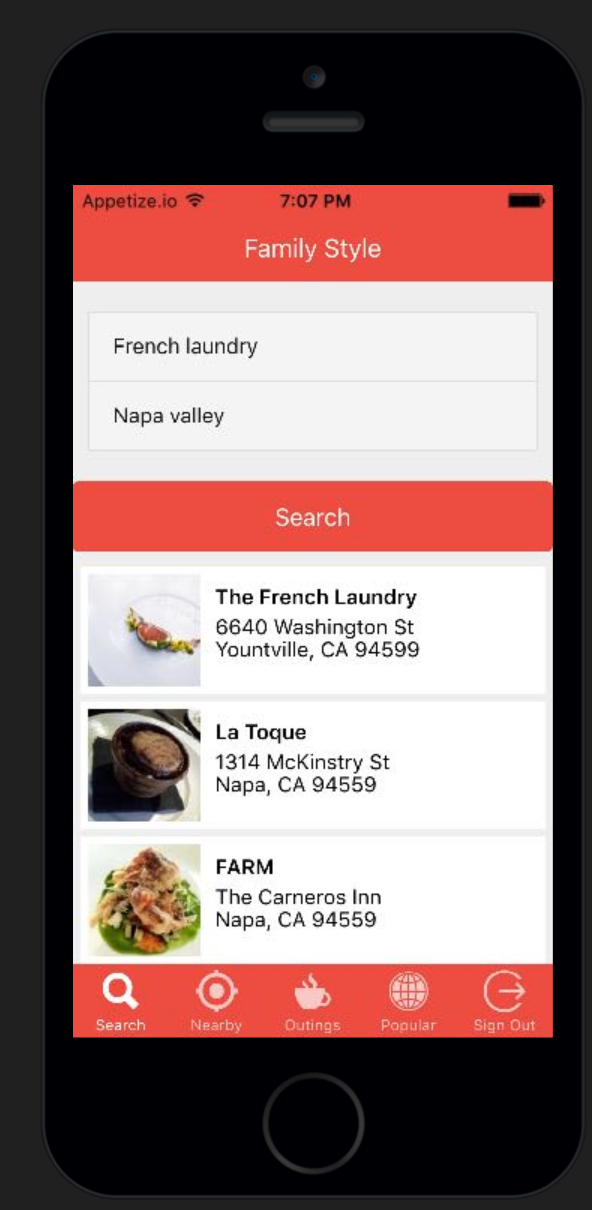 Appetize.io 7:07 PM
Family Style
French laundry
Napa valley
Search
The French Laundry
6640 Washington St
Yountville, CA 94599
La Toque
1314 McKinstry St
Napa, CA 94559
FARM
The Carneros Inn
Napa, CA 94559
Search Nearby Outings Popular Sign Out